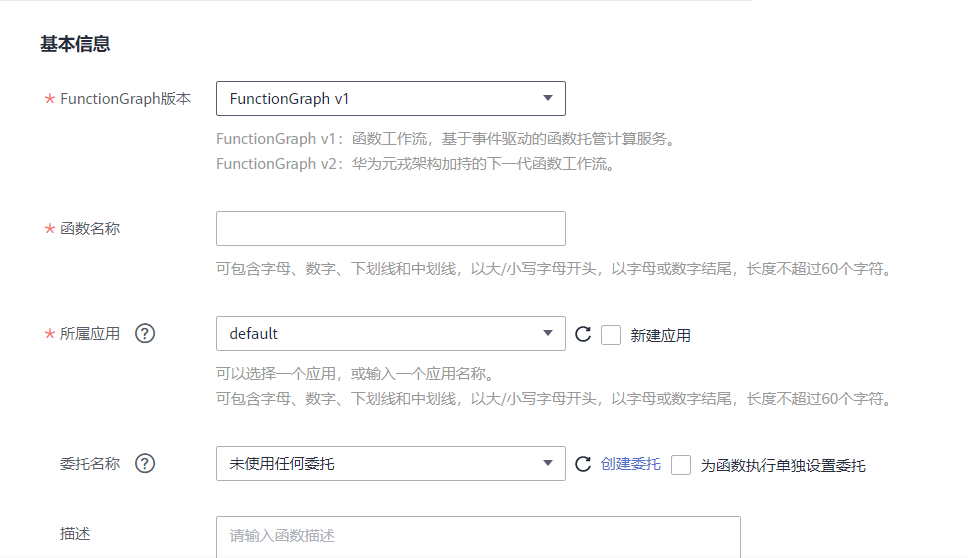 基本信息
* FunctionGraph版本 FunctionGraph v1
FunctionGraph v1：函数工作流，基于事件驱动的函数托管计算服务。
FunctionGraph v2：华为元戎架构加持的下一代函数工作流。
* 函数名称
可包含字母、数字、下划线和中划线，以大/小写字母开头，以字母或数字结尾，长度不超过60个字符。
* 所属应用 ? default 新建应用
可以选择一个应用，或输入一个应用名称。
可包含字母、数字、下划线和中划线，以大/小写字母开头，以字母或数字结尾，长度不超过60个字符。
委托名称 ? 未使用任何委托 创建委托 为函数执行单独设置委托
描述 请输入函数描述